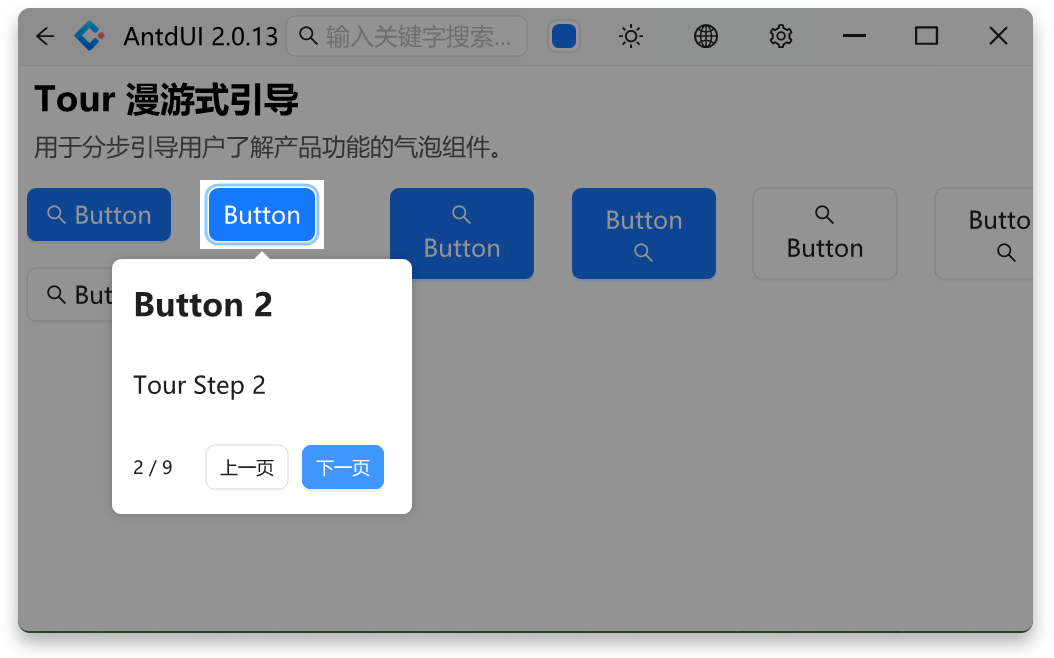 AntdUI 2.0.13 输入关键字搜索...
Tour 漫游式引导
用于分步引导用户了解产品功能的气泡组件。
Button
Button
Button
Button
Button
Butto
But
Button 2
Tour Step 2
2 / 9 上一页 下一页